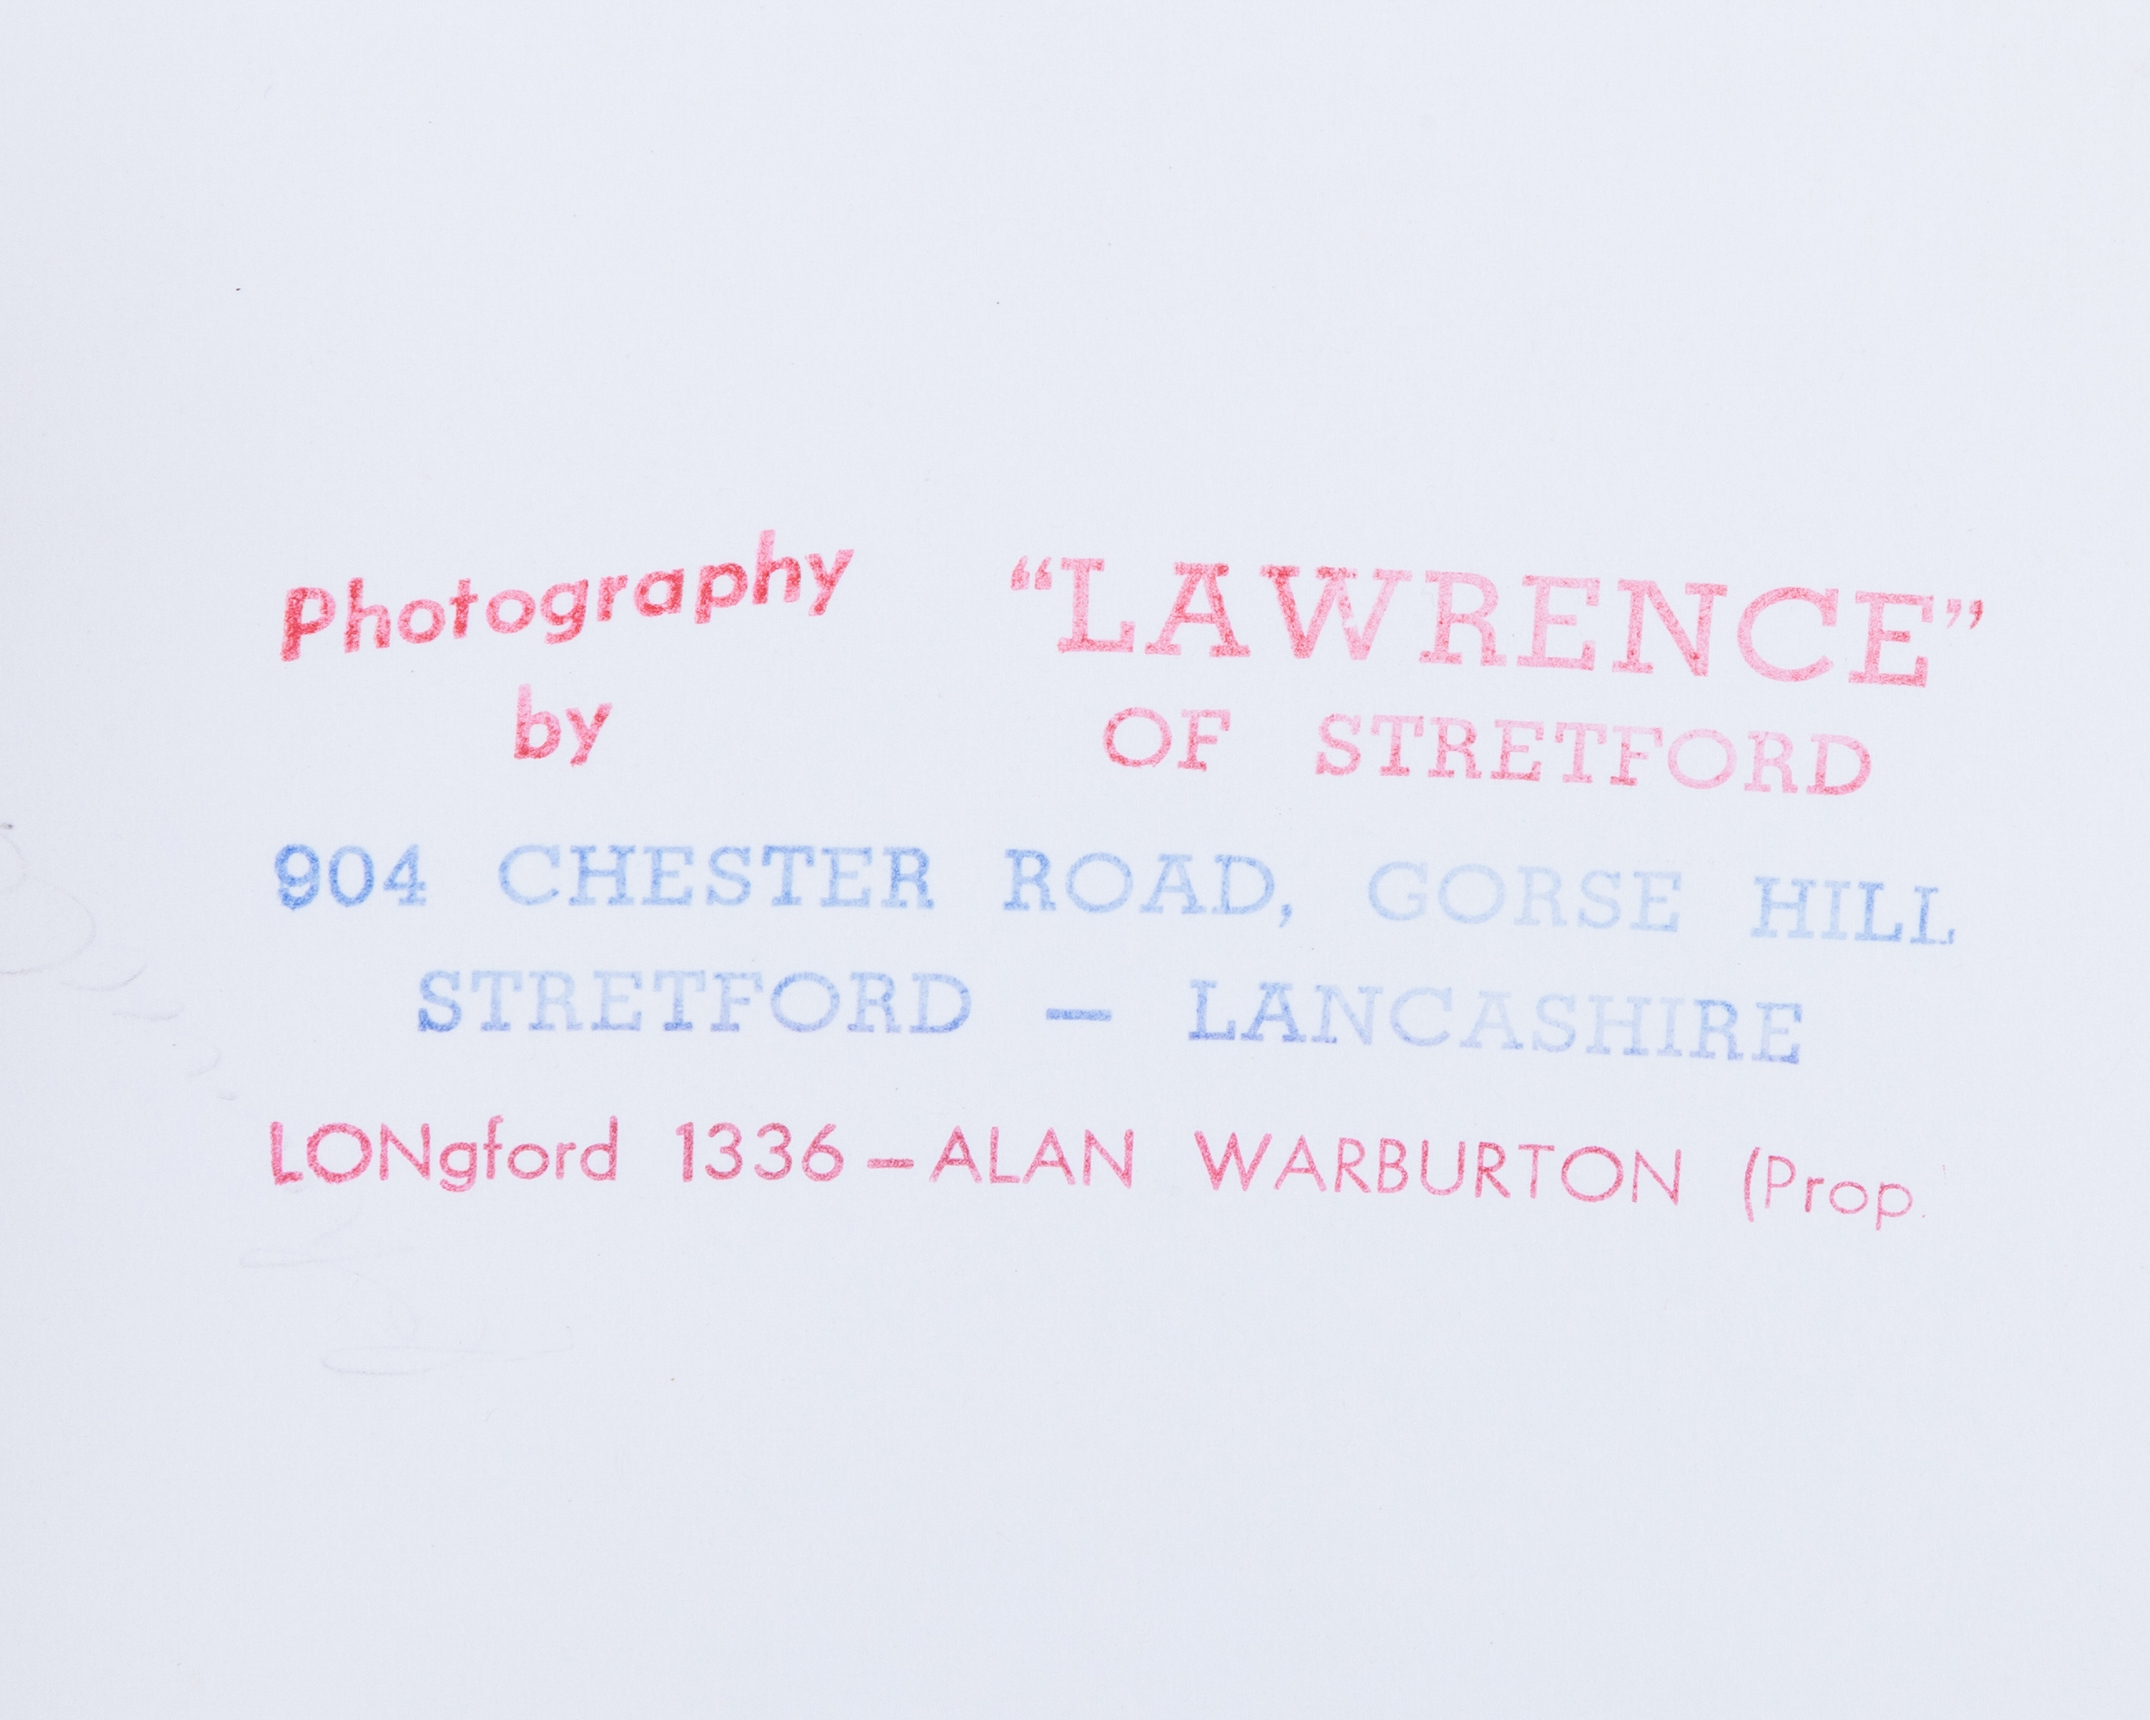 Photography “LAWRENCE”
by OF STRETFORD
904 CHESTER ROAD, GORSE HILL
STRETFORD — LANCASHIRE
LONgford 1336 — ALAN WARBURTON (Prop.